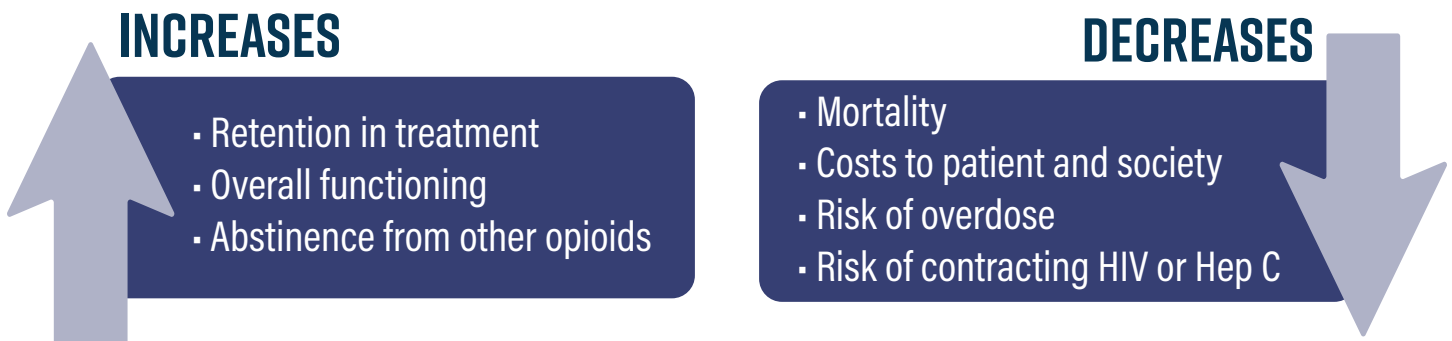 INCREASES
▪ Retention in treatment
▪ Overall functioning
▪ Abstinence from other opioids
DECREASES
▪ Mortality
▪ Costs to patient and society
▪ Risk of overdose
▪ Risk of contracting HIV or Hep C